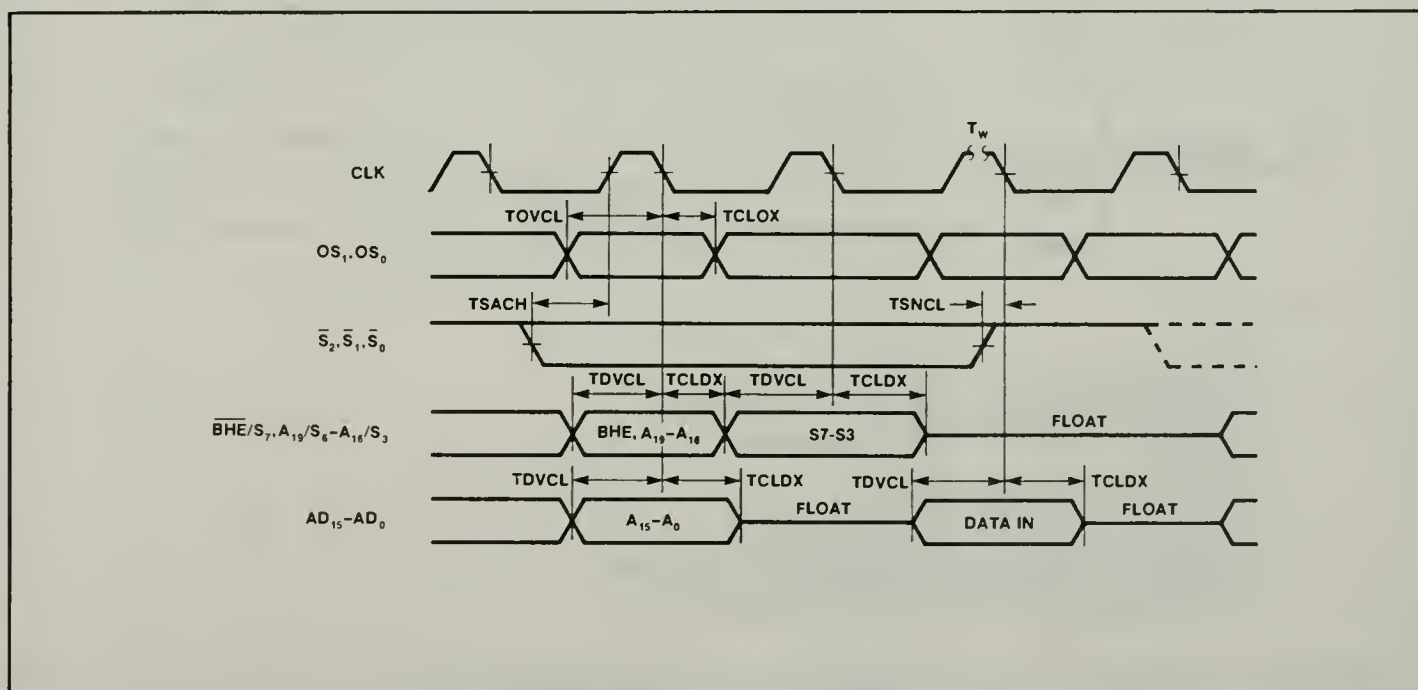 T_W
CLK
TOVCL TCLOX
OS₁,OS₀
TSACH TSNCL
S̅₂,S̅₁,S̅₀
TDVCL TCLDX TDVCL TCLDX
B̅H̅E̅/S₇,A₁₉/S₆–A₁₆/S₃ BHE, A₁₉–A₁₆ S7-S3 FLOAT
TDVCL TCLDX TDVCL TCLDX
AD₁₅–AD₀ A₁₅–A₀ FLOAT DATA IN FLOAT